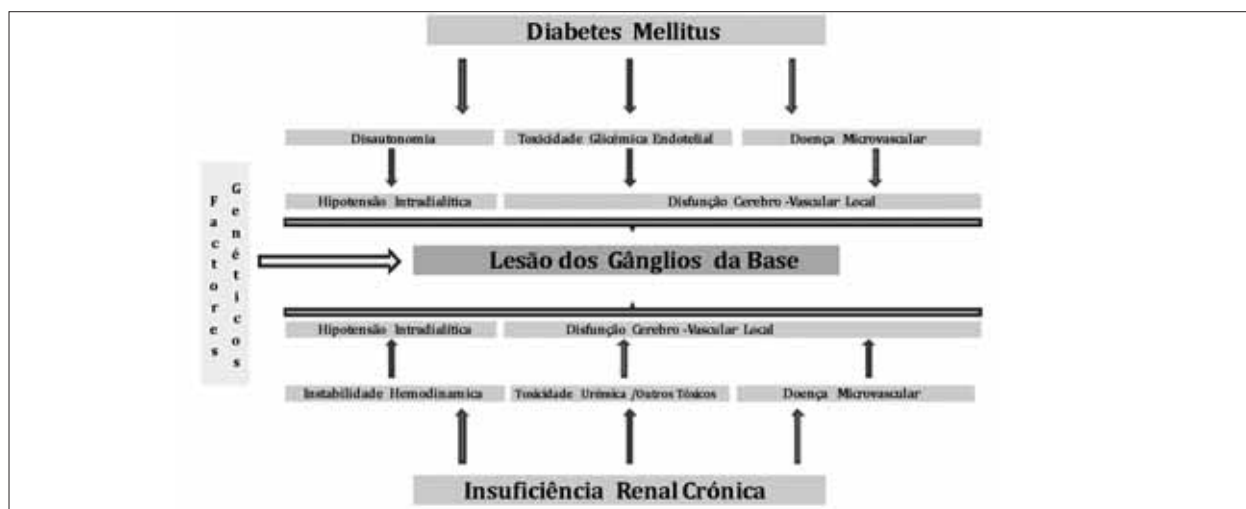 Diabetes Mellitus
Disautonomia
Toxicidade Glicémica Endotelial
Doença Microvascular
Hipotensão Intradialítica
Disfunção Cerebro -Vascular Local
Factores
Genéticos
Lesão dos Gânglios da Base
Hipotensão Intradialítica
Disfunção Cerebro -Vascular Local
Instabilidade Hemodinamica
Toxicidade Urémica /Outros Tóxicos
Doença Microvascular
Insuficiência Renal Crónica